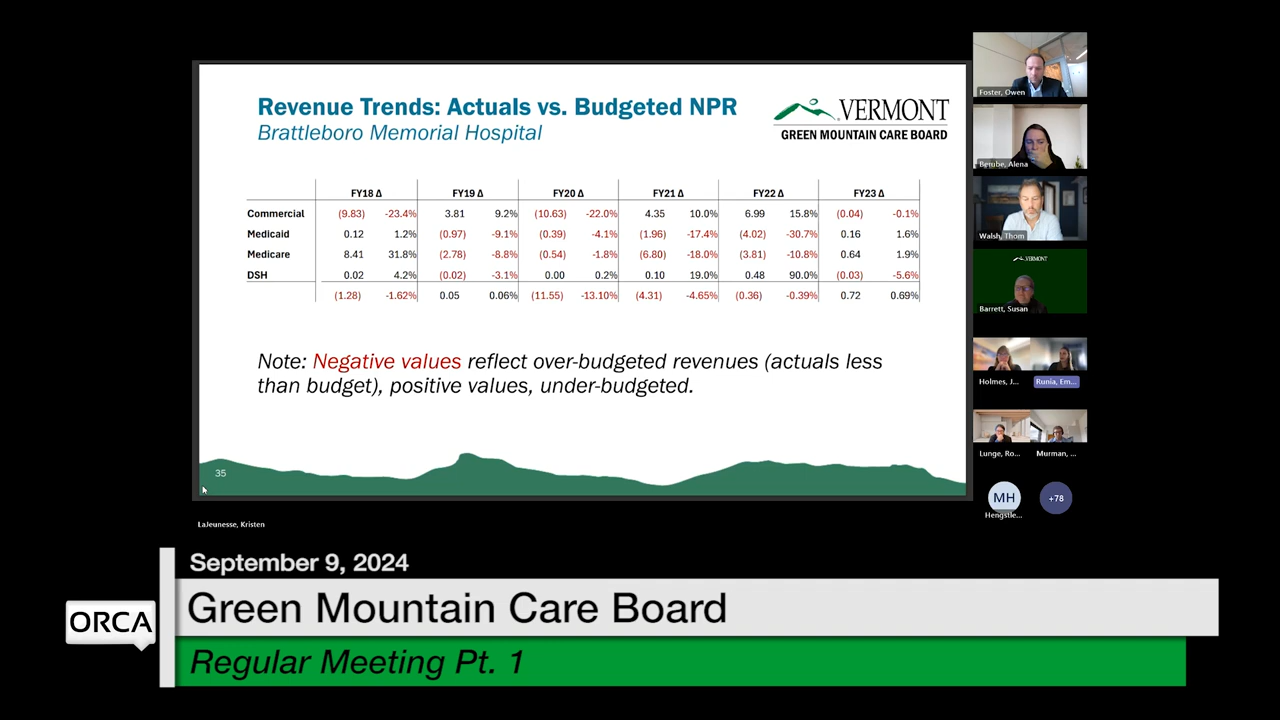 Revenue Trends: Actuals vs. Budgeted NPR
Brattleboro Memorial Hospital
VERMONT
GREEN MOUNTAIN CARE BOARD
FY18 Δ FY19 Δ FY20 Δ FY21 Δ FY22 Δ FY23 Δ
Commercial (9.83) -23.4% 3.81 9.2% (10.63) -22.0% 4.35 10.0% 6.99 15.8% (0.04) -0.1%
Medicaid 0.12 1.2% (0.97) -9.1% (0.39) -4.1% (1.96) -17.4% (4.02) -30.7% 0.16 1.6%
Medicare 8.41 31.8% (2.78) -8.8% (0.54) -1.8% (6.80) -18.0% (3.81) -10.8% 0.64 1.9%
DSH 0.02 4.2% (0.02) -3.1% 0.00 0.2% 0.10 19.0% 0.48 90.0% (0.03) -5.6%
(1.28) -1.62% 0.05 0.06% (11.55) -13.10% (4.31) -4.65% (0.36) -0.39% 0.72 0.69%
Note: Negative values reflect over-budgeted revenues (actuals less
than budget), positive values, under-budgeted.
35
Foster, Owen
Berube, Alena
Walsh, Thom
VERMONT
Barrett, Susan
Holmes, J... Runia, Em...
Lunge, Ro... Murman, ...
MH +78
Hengstle...
LaJeunesse, Kristen
September 9, 2024
Green Mountain Care Board
ORCA
Regular Meeting Pt. 1